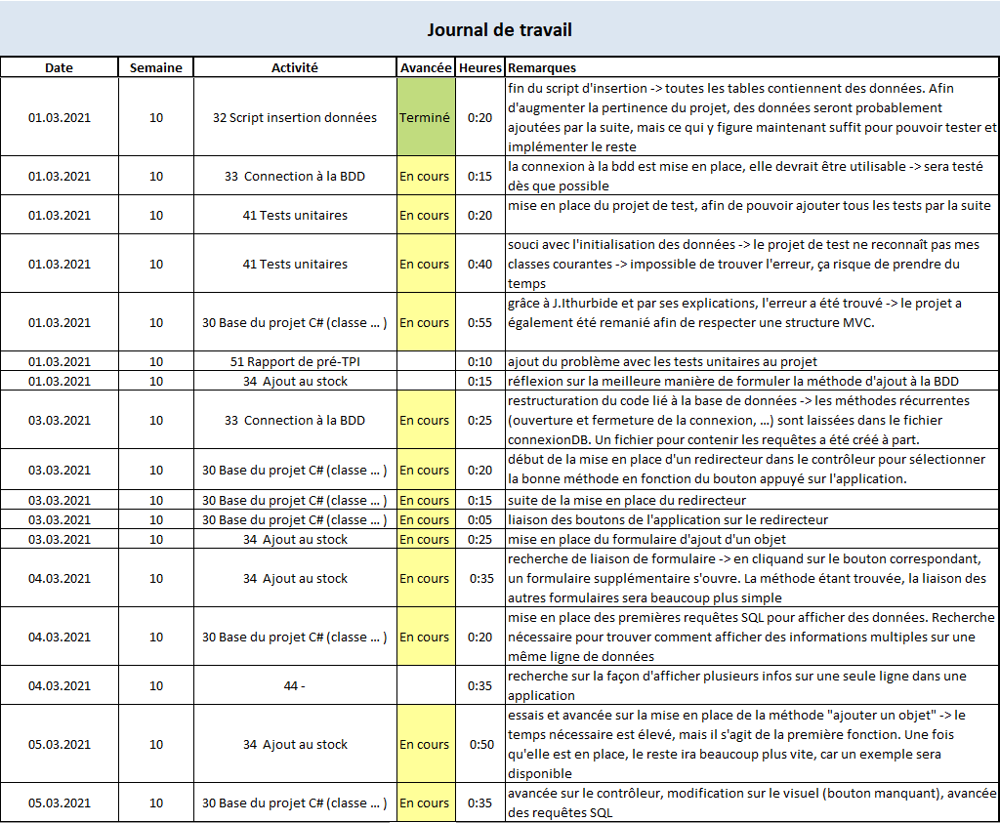 Journal de travail
Date Semaine Activité Avancée Heures Remarques
01.03.2021 10 32 Script insertion données Terminé 0:20 fin du script d'insertion -> toutes les tables contiennent des données. Afin
d'augmenter la pertinence du projet, des données seront probablement
ajoutées par la suite, mais ce qui y figure maintenant suffit pour pouvoir tester et
implémenter le reste
01.03.2021 10 33 Connection à la BDD En cours 0:15 la connexion à la bdd est mise en place, elle devrait être utilisable -> sera testé
dès que possible
01.03.2021 10 41 Tests unitaires En cours 0:20 mise en place du projet de test, afin de pouvoir ajouter tous les tests par la suite
01.03.2021 10 41 Tests unitaires En cours 0:40 souci avec l'initialisation des données -> le projet de test ne reconnaît pas mes
classes courantes -> impossible de trouver l'erreur, ça risque de prendre du
temps
01.03.2021 10 30 Base du projet C# (classe ... ) En cours 0:55 grâce à J.Ithurbide et par ses explications, l'erreur a été trouvé -> le projet a
également été remanié afin de respecter une structure MVC.
01.03.2021 10 51 Rapport de pré-TPI 0:10 ajout du problème avec les tests unitaires au projet
01.03.2021 10 34 Ajout au stock 0:15 réflexion sur la meilleure manière de formuler la méthode d'ajout à la BDD
03.03.2021 10 33 Connection à la BDD En cours 0:25 restructuration du code lié à la base de données -> les méthodes récurrentes
(ouverture et fermeture de la connexion, ...) sont laissées dans le fichier
connexionDB. Un fichier pour contenir les requêtes a été créé à part.
03.03.2021 10 30 Base du projet C# (classe ... ) En cours 0:20 début de la mise en place d'un redirecteur dans le contrôleur pour sélectionner
la bonne méthode en fonction du bouton appuyé sur l'application.
03.03.2021 10 30 Base du projet C# (classe ... ) En cours 0:15 suite de la mise en place du redirecteur
03.03.2021 10 30 Base du projet C# (classe ... ) En cours 0:05 liaison des boutons de l'application sur le redirecteur
03.03.2021 10 34 Ajout au stock En cours 0:25 mise en place du formulaire d'ajout d'un objet
04.03.2021 10 34 Ajout au stock En cours 0:35 recherche de liaison de formulaire -> en cliquand sur le bouton correspondant,
un formulaire supplémentaire s'ouvre. La méthode étant trouvée, la liaison des
autres formulaires sera beaucoup plus simple
04.03.2021 10 30 Base du projet C# (classe ... ) En cours 0:20 mise en place des premières requêtes SQL pour afficher des données. Recherche
nécessaire pour trouver comment afficher des informations multiples sur une
même ligne de données
04.03.2021 10 44 - 0:35 recherche sur la façon d'afficher plusieurs infos sur une seule ligne dans une
application
05.03.2021 10 34 Ajout au stock En cours 0:50 essais et avancée sur la mise en place de la méthode "ajouter un objet" -> le
temps nécessaire est élevé, mais il s'agit de la première fonction. Une fois
qu'elle est en place, le reste ira beaucoup plus vite, car un exemple sera
disponible
05.03.2021 10 30 Base du projet C# (classe ... ) En cours 0:35 avancée sur le contrôleur, modification sur le visuel (bouton manquant), avancée
des requêtes SQL